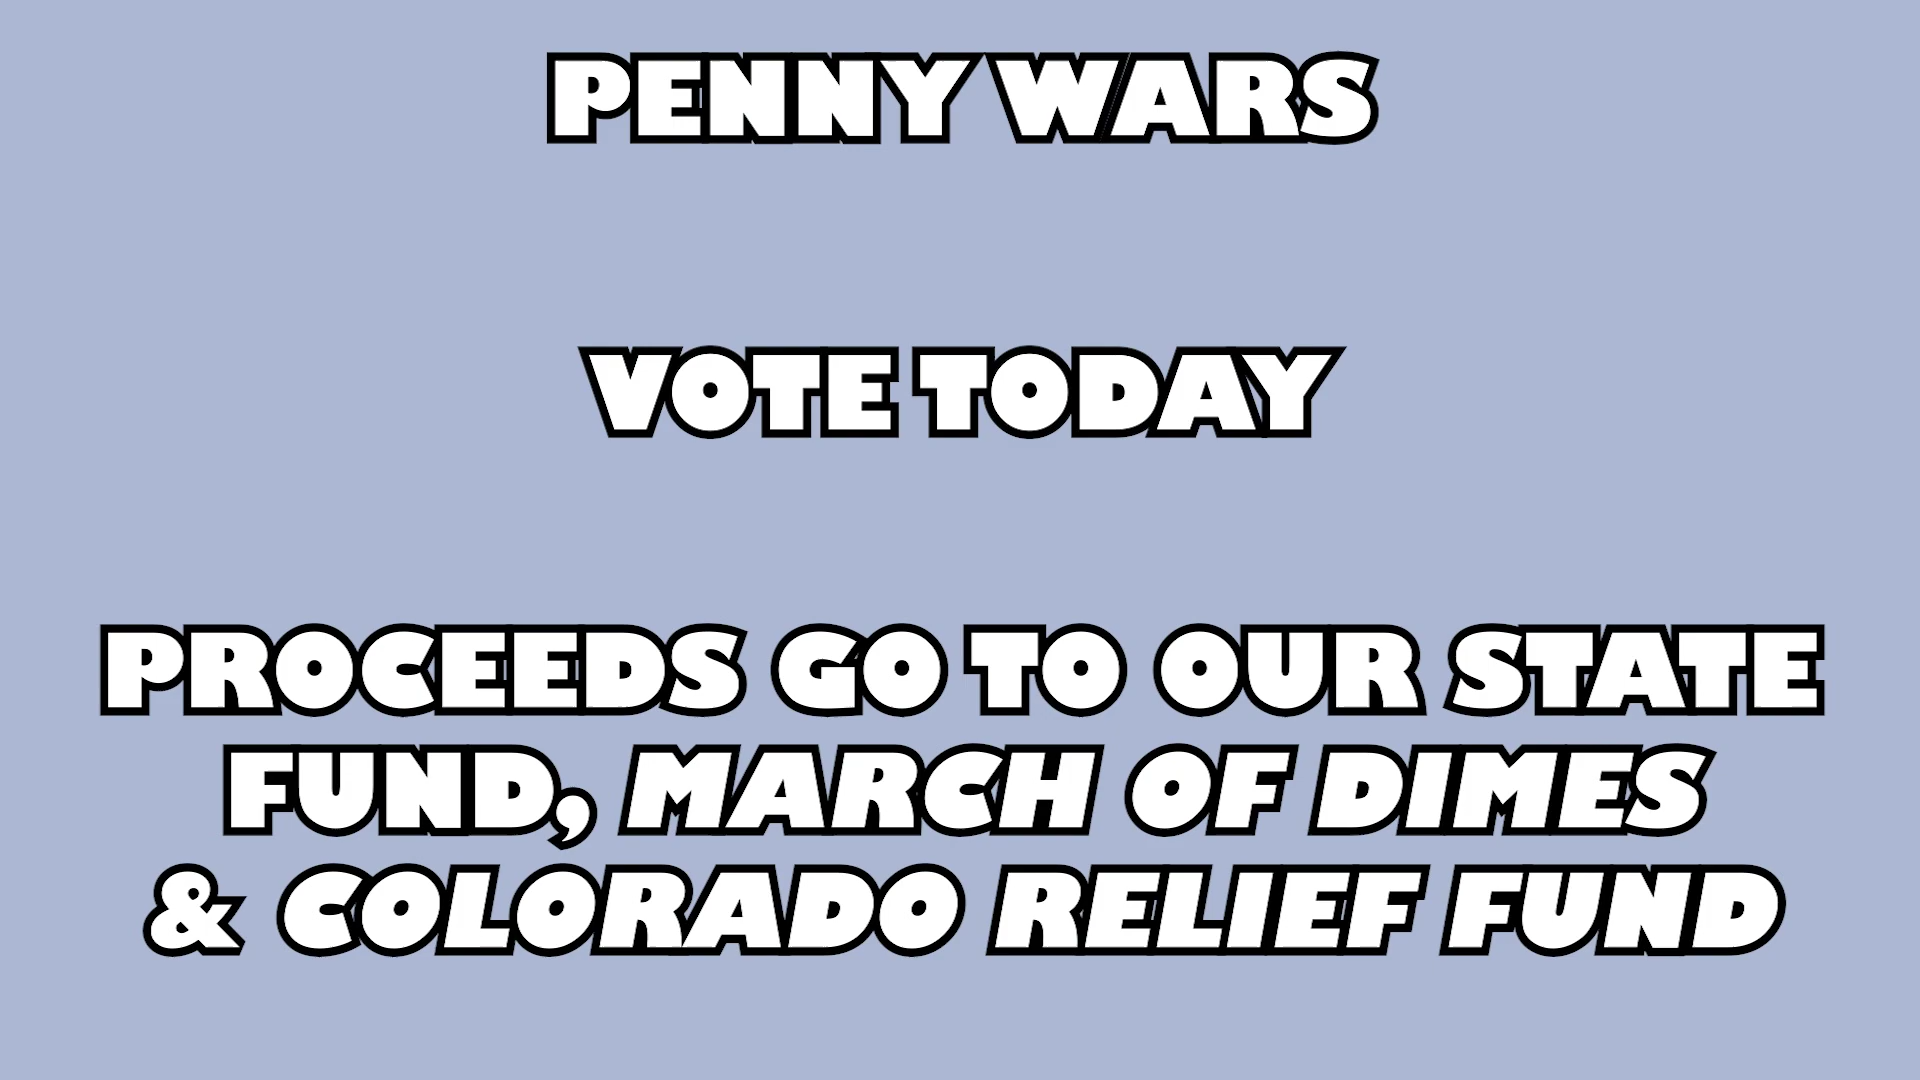 PENNY WARS
VOTE TODAY
PROCEEDS GO TO OUR STATE
FUND, MARCH OF DIMES
& COLORADO RELIEF FUND